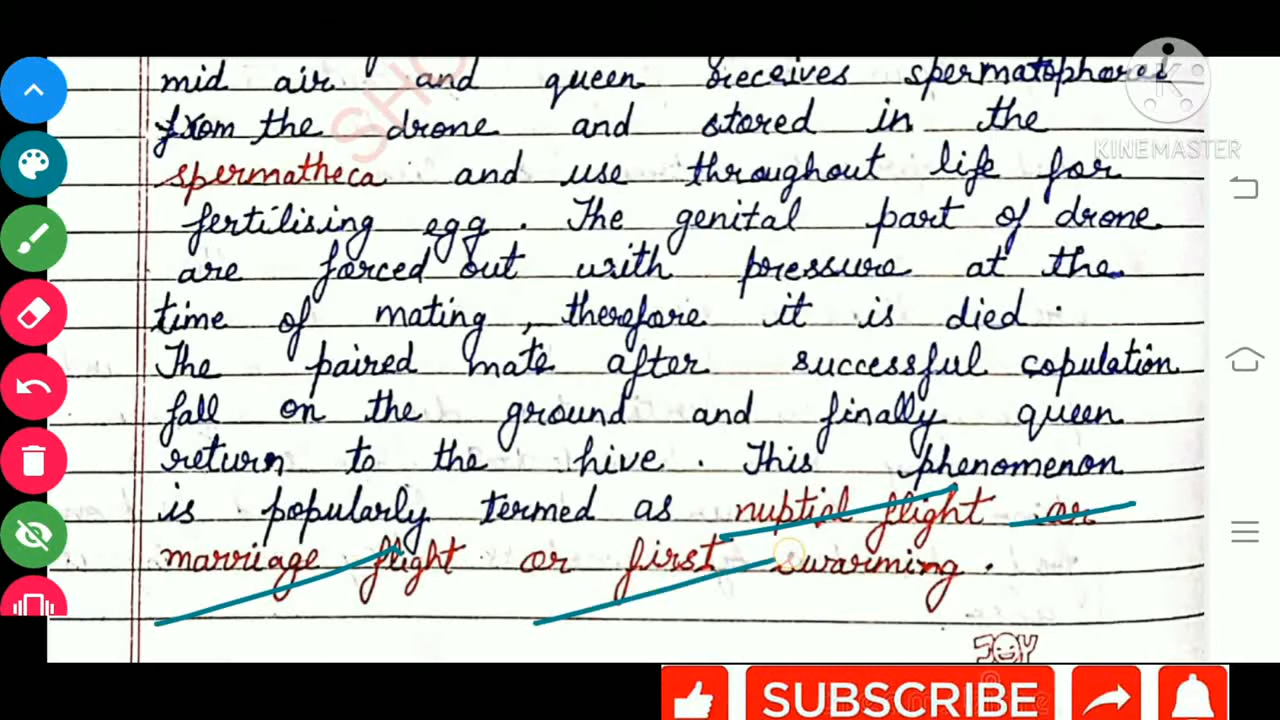 mid air and queen receives spermatophores
from the drone and stored in the
spermatheca and use throughout life for
fertilising egg. The genital part of drone
are forced out with pressure at the
time of mating, therefore it is died.
The paired mate after successful copulation
fall on the ground and finally queen
return to the hive. This phenomenon
is popularly termed as nuptial flight or
marriage flight or first swarming.
KINEMASTER
JOY
SUBSCRIBE